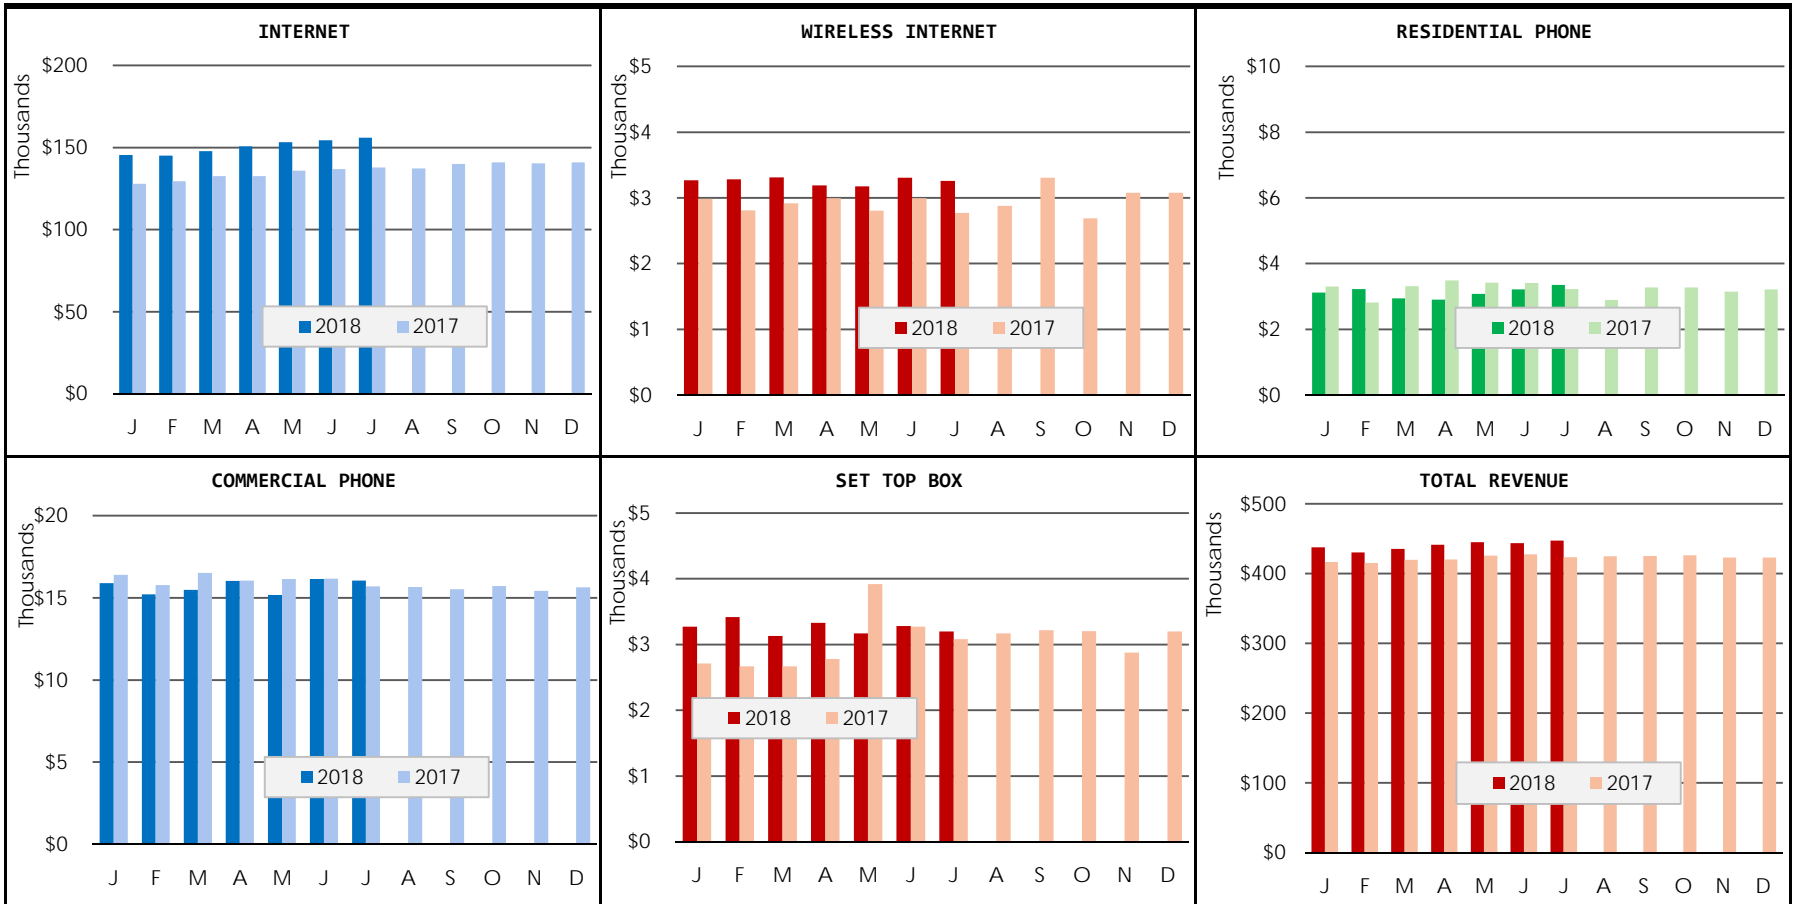 INTERNET
Thousands
$200
$150
$100
$50
$0
2018 2017
J F M A M J J A S O N D
WIRELESS INTERNET
Thousands
$5
$4
$3
$2
$1
$0
2018 2017
J F M A M J J A S O N D
RESIDENTIAL PHONE
Thousands
$10
$8
$6
$4
$2
$0
2018 2017
J F M A M J J A S O N D
COMMERCIAL PHONE
Thousands
$20
$15
$10
$5
$0
2018 2017
J F M A M J J A S O N D
SET TOP BOX
Thousands
$5
$4
$3
$2
$1
$0
2018 2017
J F M A M J J A S O N D
TOTAL REVENUE
Thousands
$500
$400
$300
$200
$100
$0
2018 2017
J F M A M J J A S O N D